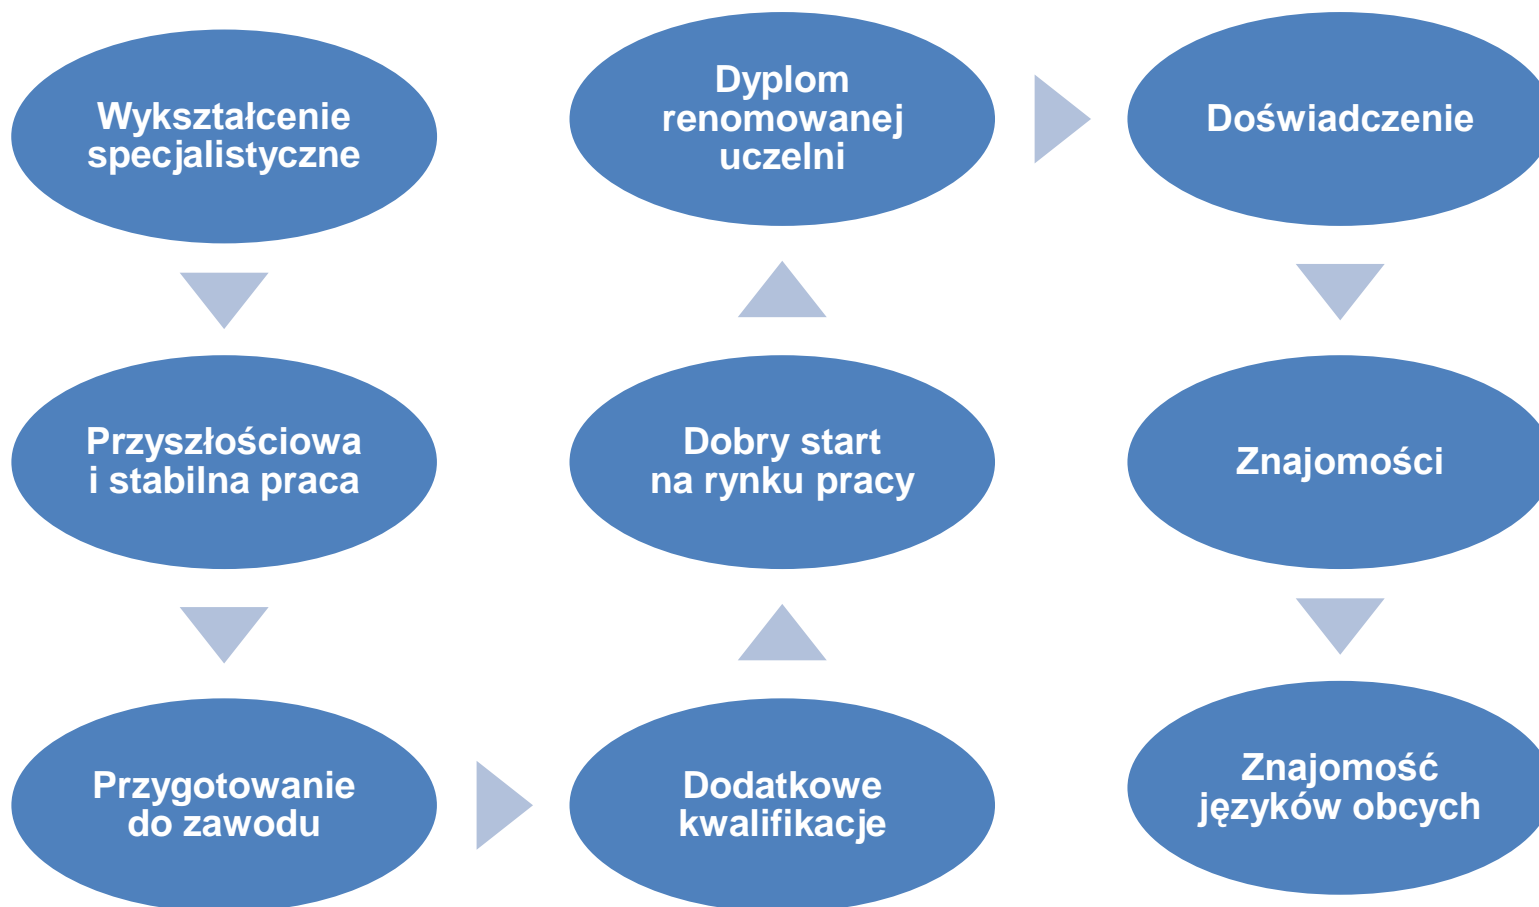 Wykształcenie
specjalistyczne
Przyszłościowa
i stabilna praca
Przygotowanie
do zawodu
Dodatkowe
kwalifikacje
Dobry start
na rynku pracy
Dyplom
renomowanej
uczelni
Doświadczenie
Znajomości
Znajomość
języków obcych